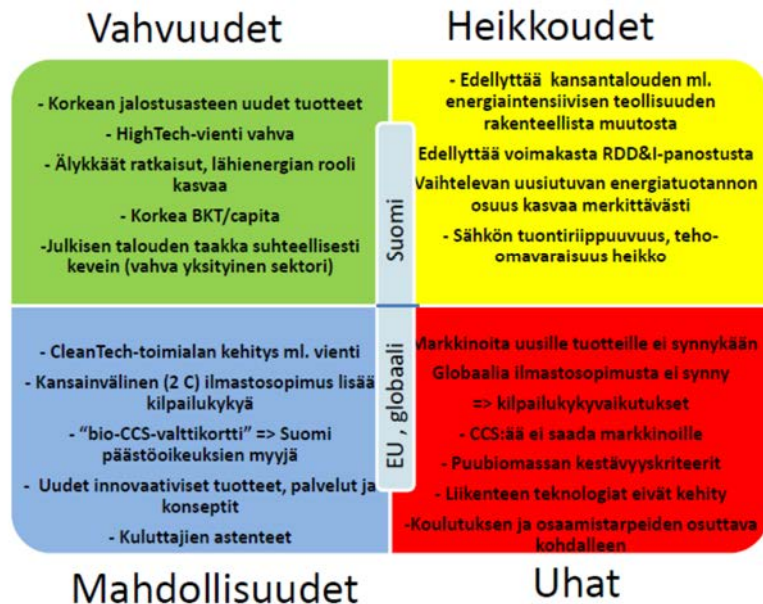 Vahvuudet
Heikkoudet
- Korkean jalostusasteen uudet tuotteet
- HighTech-vienti vahva
- Älykkäät ratkaisut, lähienergian rooli
kasvaa
- Korkea BKT/capita
-Julkisen talouden taakka suhteellisesti
kevein (vahva yksityinen sektori)
- Edellyttää kansantalouden ml.
energiaintensiivisen teollisuuden
rakenteellista muutosta
Edellyttää voimakasta RDD&I-panostusta
Vaihtelevan uusiutuvan energiatuotannon
osuus kasvaa merkittävästi
- Sähkön tuontiriippuvuus, teho-
omavaraisuus heikko
Suomi
- CleanTech-toimialan kehitys ml. vienti
- Kansainvälinen (2 C) ilmastosopimus lisää
kilpailukykyä
- “bio-CCS-valttikortti” => Suomi
päästöoikeuksien myyjä
- Uudet innovaativiset tuotteet, palvelut ja
konseptit
- Kuluttajien astenteet
EU , globaali
Markkinoita uusille tuotteille ei synnykään
Globaalia ilmastosopimusta ei synny
=> kilpailukykyvaikutukset
- CCS:ää ei saada markkinoille
- Puubiomassan kestävyyskriteerit
- Liikenteen teknologiat eivät kehity
-Koulutuksen ja osaamistarpeiden osuttava
kohdalleen
Mahdollisuudet
Uhat